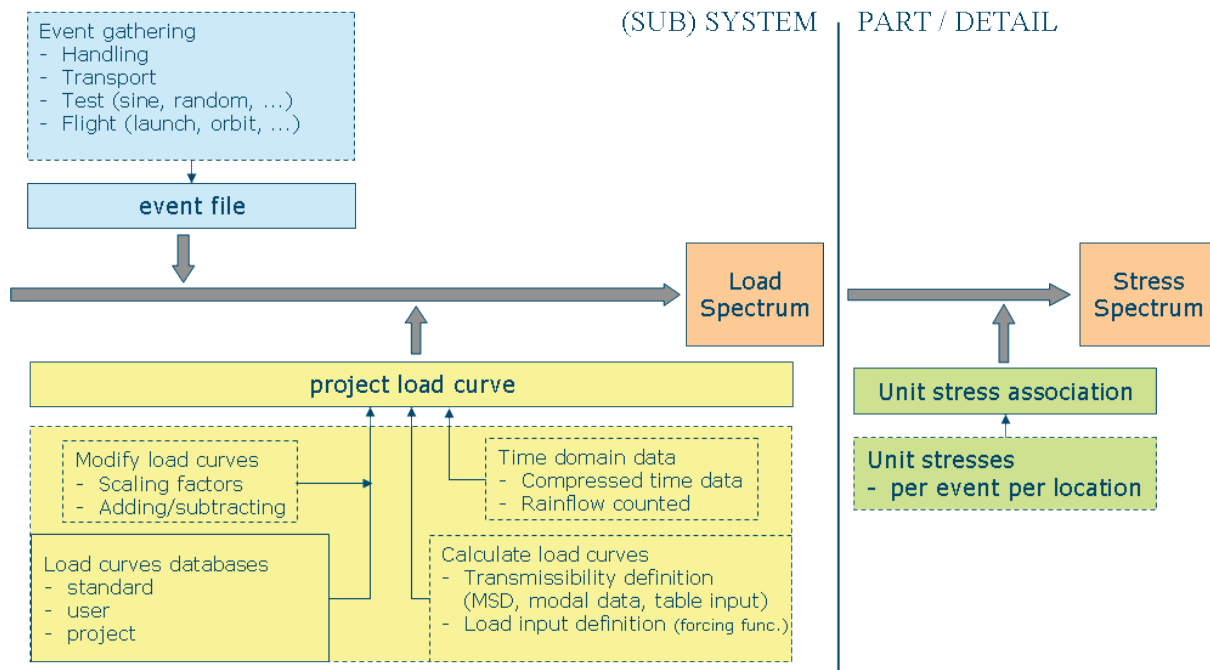 (SUB) SYSTEM
PART / DETAIL
Event gathering
- Handling
- Transport
- Test (sine, random, ...)
- Flight (launch, orbit, ...)
event file
Load
Spectrum
Stress
Spectrum
project load curve
Unit stress association
Modify load curves
- Scaling factors
- Adding/subtracting
Time domain data
- Compressed time data
- Rainflow counted
Unit stresses
- per event per location
Load curves databases
- standard
- user
- project
Calculate load curves
- Transmissibility definition
(MSD, modal data, table input)
- Load input definition (forcing func.)